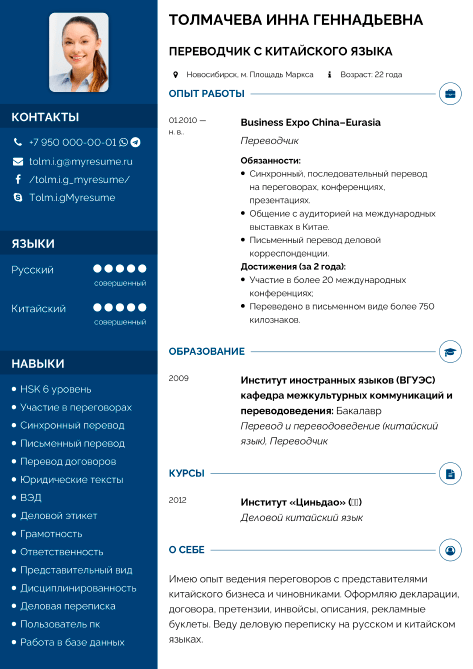 ТОЛМАЧЕВА ИННА ГЕННАДЬЕВНА
ПЕРЕВОДЧИК С КИТАЙСКОГО ЯЗЫКА
Новосибирск, м. Площадь Маркса
Возраст: 22 года
КОНТАКТЫ
+7 950 000-00-01
tolm.i.g@myresume.ru
/tolm.i.g_myresume/
Tolm.i.gMyresume
ЯЗЫКИ
Русский
совершенный
Китайский
совершенный
НАВЫКИ
HSK 6 уровень
Участие в переговорах
Синхронный перевод
Письменный перевод
Перевод договоров
Юридические тексты
ВЭД
Деловой этикет
Грамотность
Ответственность
Представительный вид
Дисциплинированность
Деловая переписка
Пользователь пк
Работа в базе данных
ОПЫТ РАБОТЫ
01.2010 —
н. в.
Business Expo China–Eurasia
Переводчик
Обязанности:
Синхронный, последовательный перевод
на переговорах, конференциях,
презентациях.
Общение с аудиторией на международных
выставках в Китае.
Письменный перевод деловой
корреспонденции.
Достижения (за 2 года):
Участие в более 20 международных
конференциях;
Переведено в письменном виде более 750
килознаков.
ОБРАЗОВАНИЕ
2009
Институт иностранных языков (ВГУЭС)
кафедра межкультурных коммуникаций и
переводоведения: Бакалавр
Перевод и переводоведение (китайский
язык), Переводчик
КУРСЫ
2012
Институт «Циньдао» (▯▯)
Деловой китайский язык
О СЕБЕ
Имею опыт ведения переговоров с представителями
китайского бизнеса и чиновниками. Оформляю декларации,
договора, претензии, инвойсы, описания, рекламные
буклеты. Веду деловую переписку на русском и китайском
языках.